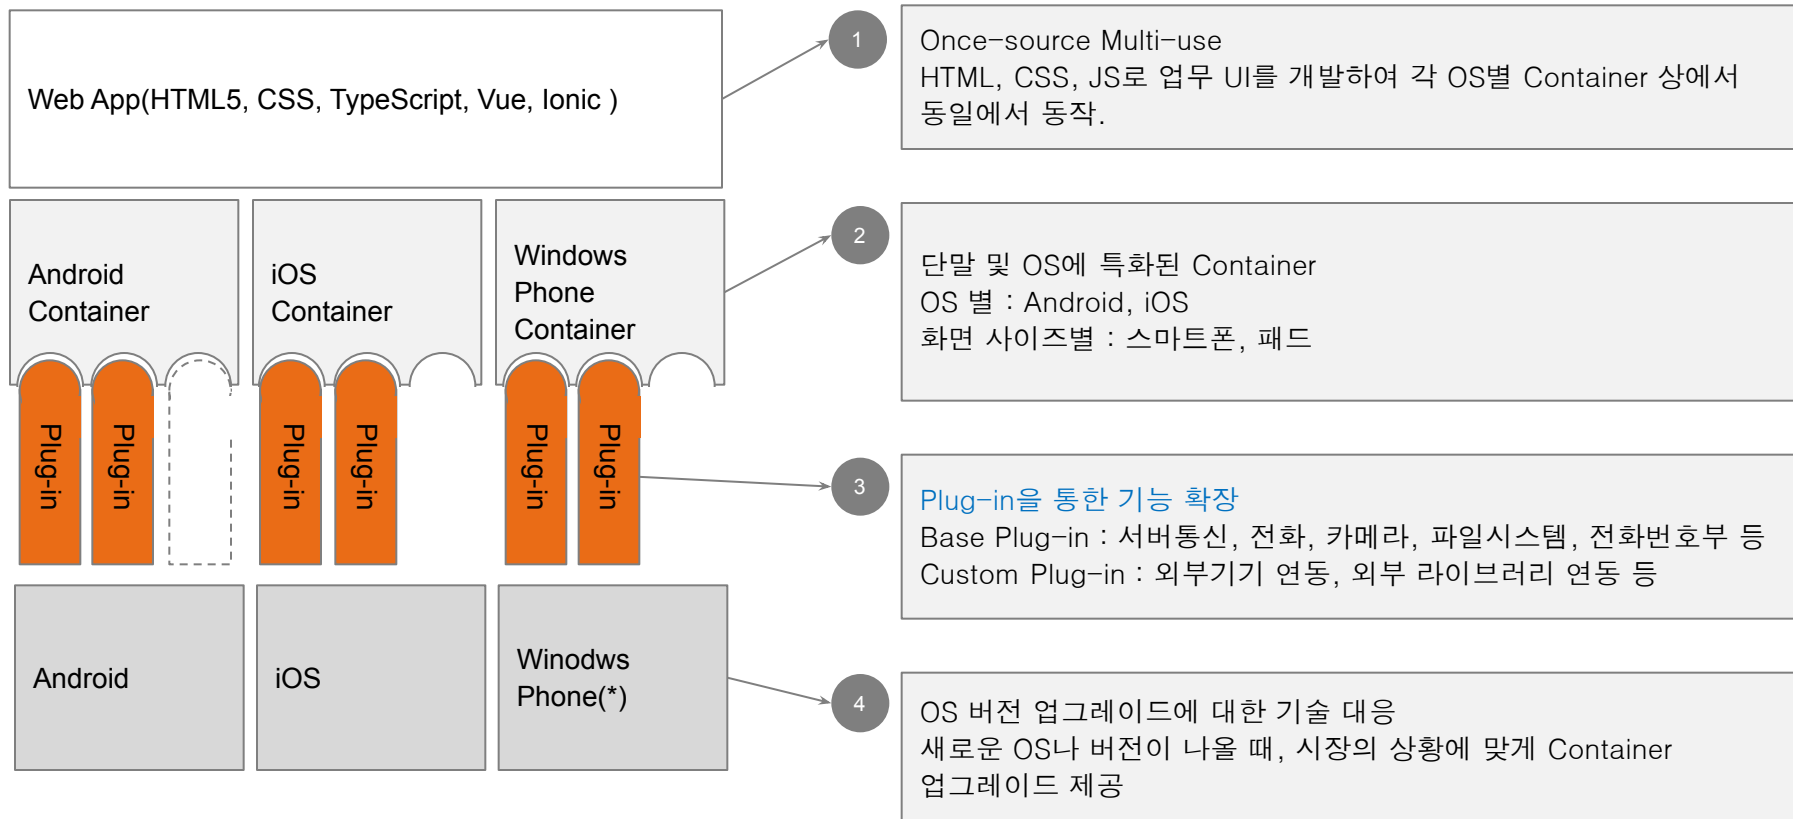 Web App(HTML5, CSS, TypeScript, Vue, Ionic )
1
Once-source Multi-use
HTML, CSS, JS로 업무 UI를 개발하여 각 OS별 Container 상에서
동일에서 동작.
Android
Container
iOS
Container
Windows
Phone
Container
2
단말 및 OS에 특화된 Container
OS 별 : Android, iOS
화면 사이즈별 : 스마트폰, 패드
Plug-in
Plug-in
Plug-in
Plug-in
Plug-in
Plug-in
3
Plug-in을 통한 기능 확장
Base Plug-in : 서버통신, 전화, 카메라, 파일시스템, 전화번호부 등
Custom Plug-in : 외부기기 연동, 외부 라이브러리 연동 등
Android
iOS
Winodws
Phone(*)
4
OS 버전 업그레이드에 대한 기술 대응
새로운 OS나 버전이 나올 때, 시장의 상황에 맞게 Container
업그레이드 제공